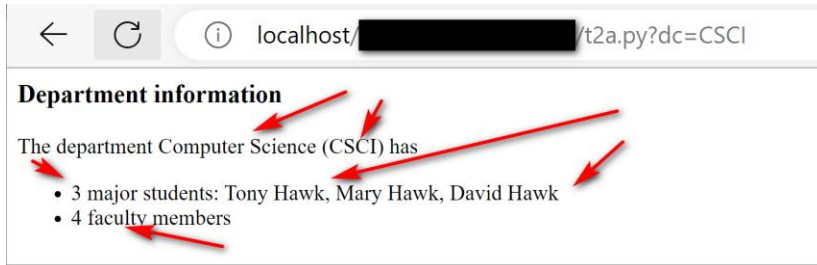 localhost/ /t2a.py?dc=CSCI
Department information
The department Computer Science (CSCI) has
• 3 major students: Tony Hawk, Mary Hawk, David Hawk
• 4 faculty members